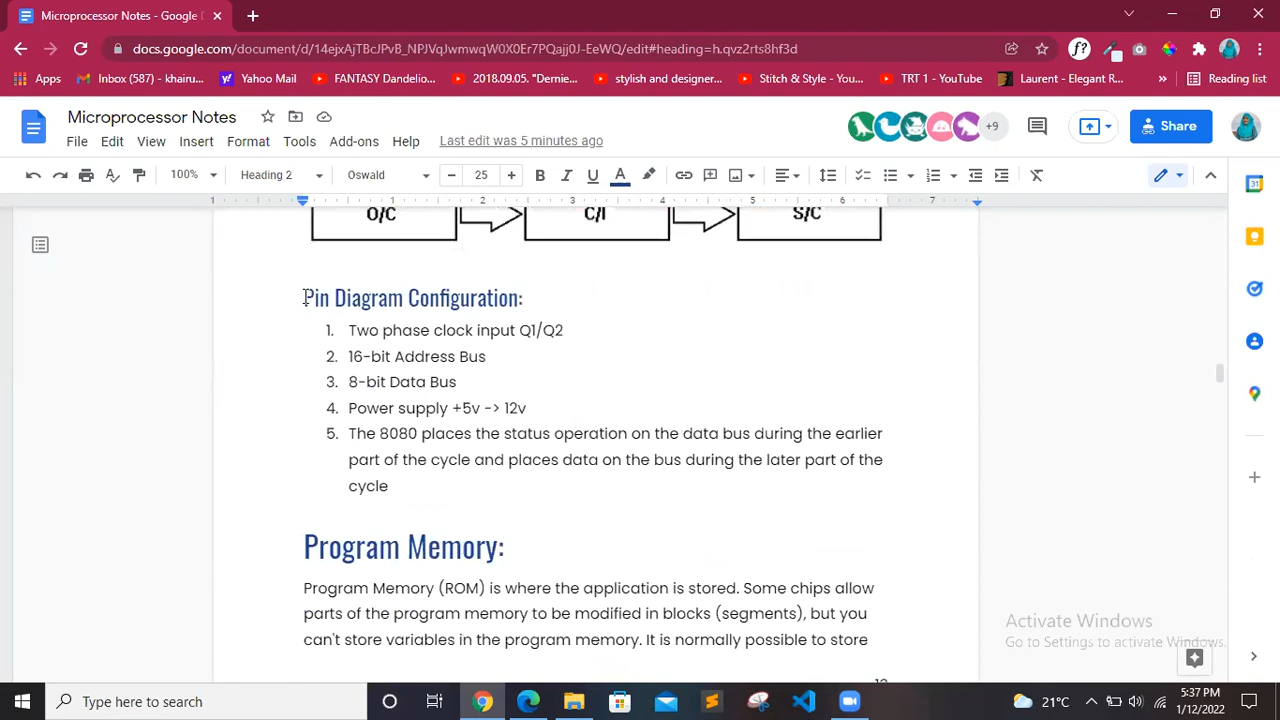 Microprocessor Notes - Google D
docs.google.com/document/d/14ejxAjTBcJPvB_NPJVqJwmwqW0X0Er7PQajj0J-EeWQ/edit#heading=h.qvz2rts8hf3d
Apps
Inbox (587) - khairu...
Yahoo Mail
FANTASY Dandelio...
2018.09.05. "Dernie...
stylish and designer...
Stitch & Style - You...
TRT 1 - YouTube
Laurent - Elegant R...
»
Reading list
Microprocessor Notes
+9
Share
File Edit View Insert Format Tools Add-ons Help Last edit was 5 minutes ago
100% Heading 2 Oswald - 25 + B I U A
1 1 2 3 4 5 6 7
O/C C/I S/C
Pin Diagram Configuration:
1. Two phase clock input Q1/Q2
2. 16-bit Address Bus
3. 8-bit Data Bus
4. Power supply +5v -> 12v
5. The 8080 places the status operation on the data bus during the earlier
part of the cycle and places data on the bus during the later part of the
cycle
Program Memory:
Program Memory (ROM) is where the application is stored. Some chips allow
parts of the program memory to be modified in blocks (segments), but you
can't store variables in the program memory. It is normally possible to store
Activate Windows
Go to Settings to activate Windows.
Type here to search
21°C
5:37 PM
1/12/2022